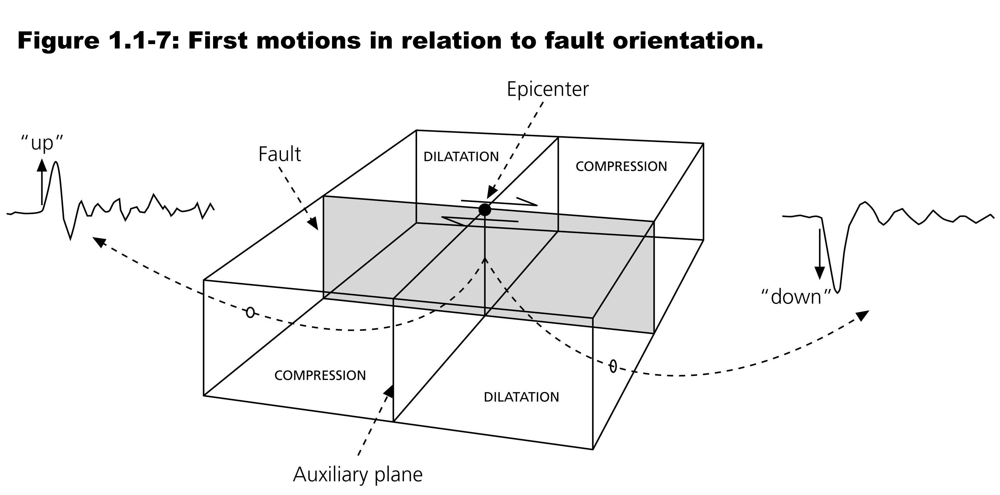 Figure 1.1-7: First motions in relation to fault orientation.
Epicenter
“up”
Fault
DILATATION
COMPRESSION
“down”
COMPRESSION
DILATATION
Auxiliary plane